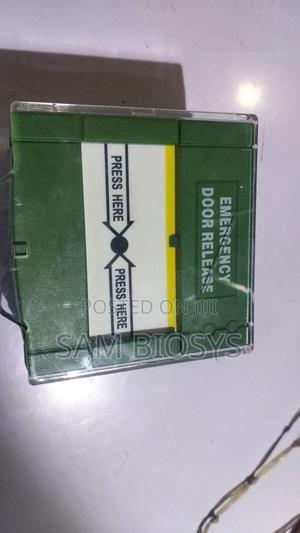 EMERGENCY
DOOR RELEASE
PRESS HERE
PRESS HERE
POSTED ON JIJI
SAM BIOSYS